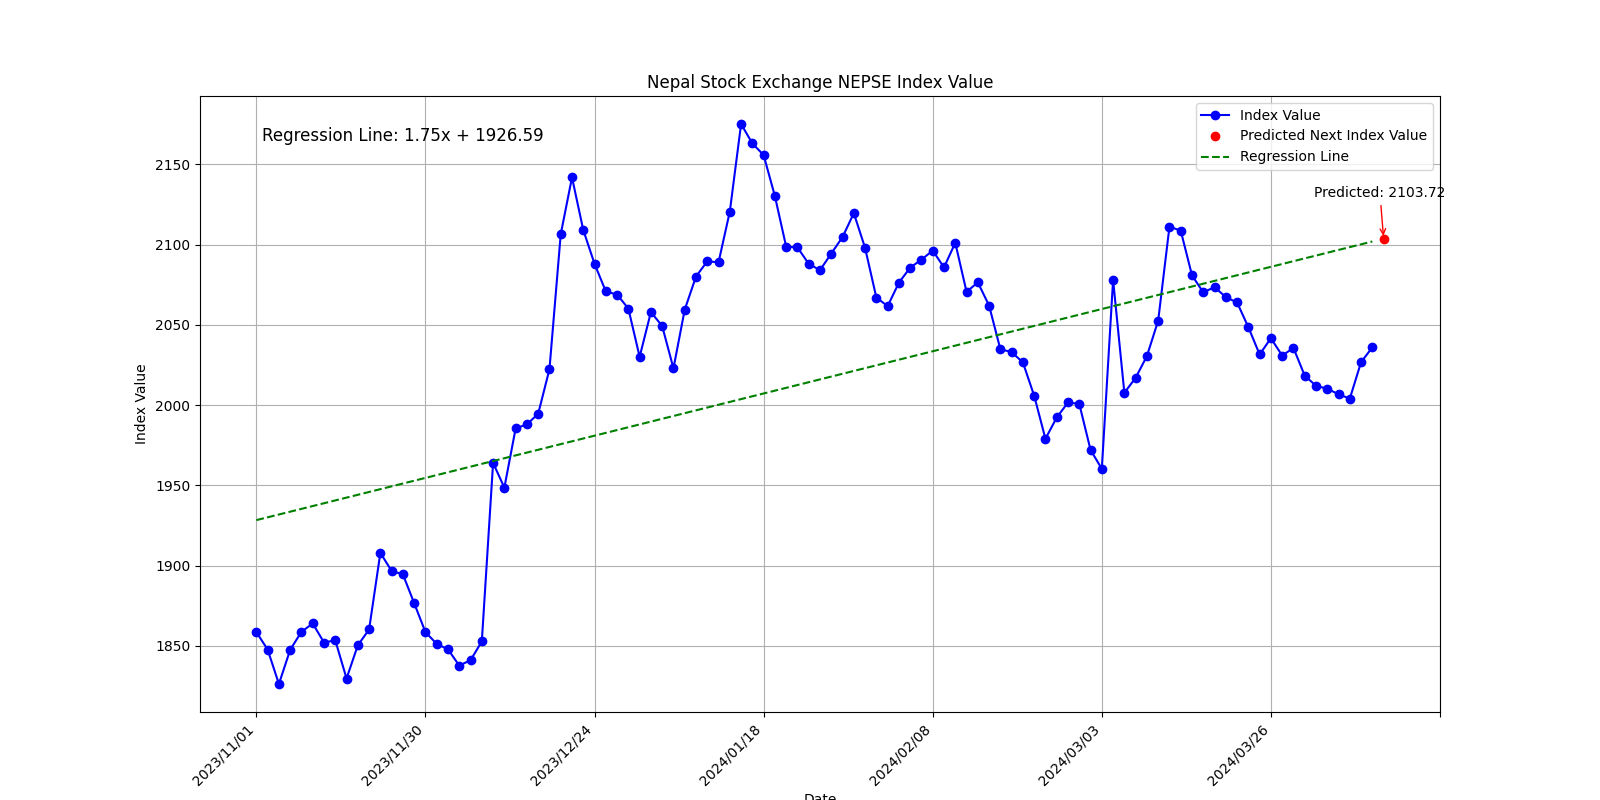 Nepal Stock Exchange NEPSE Index Value
Regression Line: 1.75x + 1926.59
Index Value
Predicted Next Index Value
Regression Line
Predicted: 2103.72
2150
2100
2050
2000
1950
1900
1850
Index Value
2023/11/01
2023/11/30
2023/12/24
2024/01/18
2024/02/08
2024/03/03
2024/03/26
Date